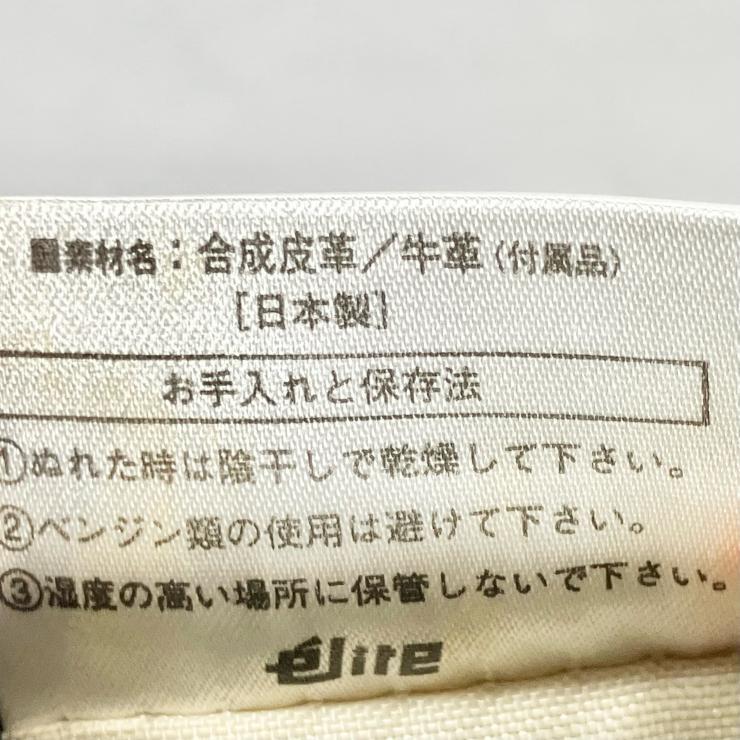 ■素材名：合成皮革／牛革(付属品)
[日本製]
お手入れと保存法
①ぬれた時は陰干しで乾燥して下さい。
②ベンジン類の使用は避けて下さい。
③湿度の高い場所に保管しないで下さい。
élite